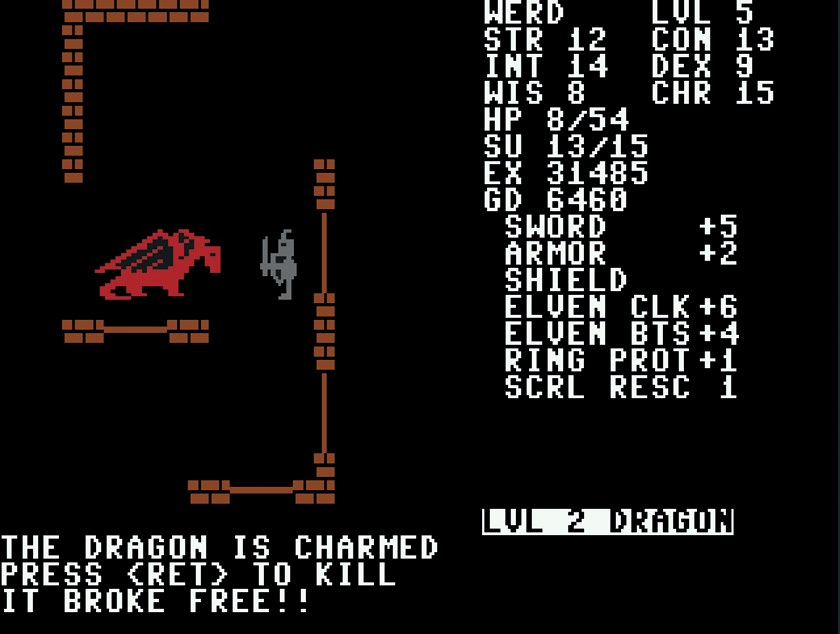 WERD LVL 5
STR 12 CON 13
INT 14 DEX 9
WIS 8 CHR 15
HP 8/54
SU 13/15
EX 31485
GD 6460
SWORD +5
ARMOR +2
SHIELD
ELVEN CLK+6
ELVEN BTS+4
RING PROT+1
SCRL RESC 1
LVL 2 DRAGON
THE DRAGON IS CHARMED
PRESS <RET> TO KILL
IT BROKE FREE!!